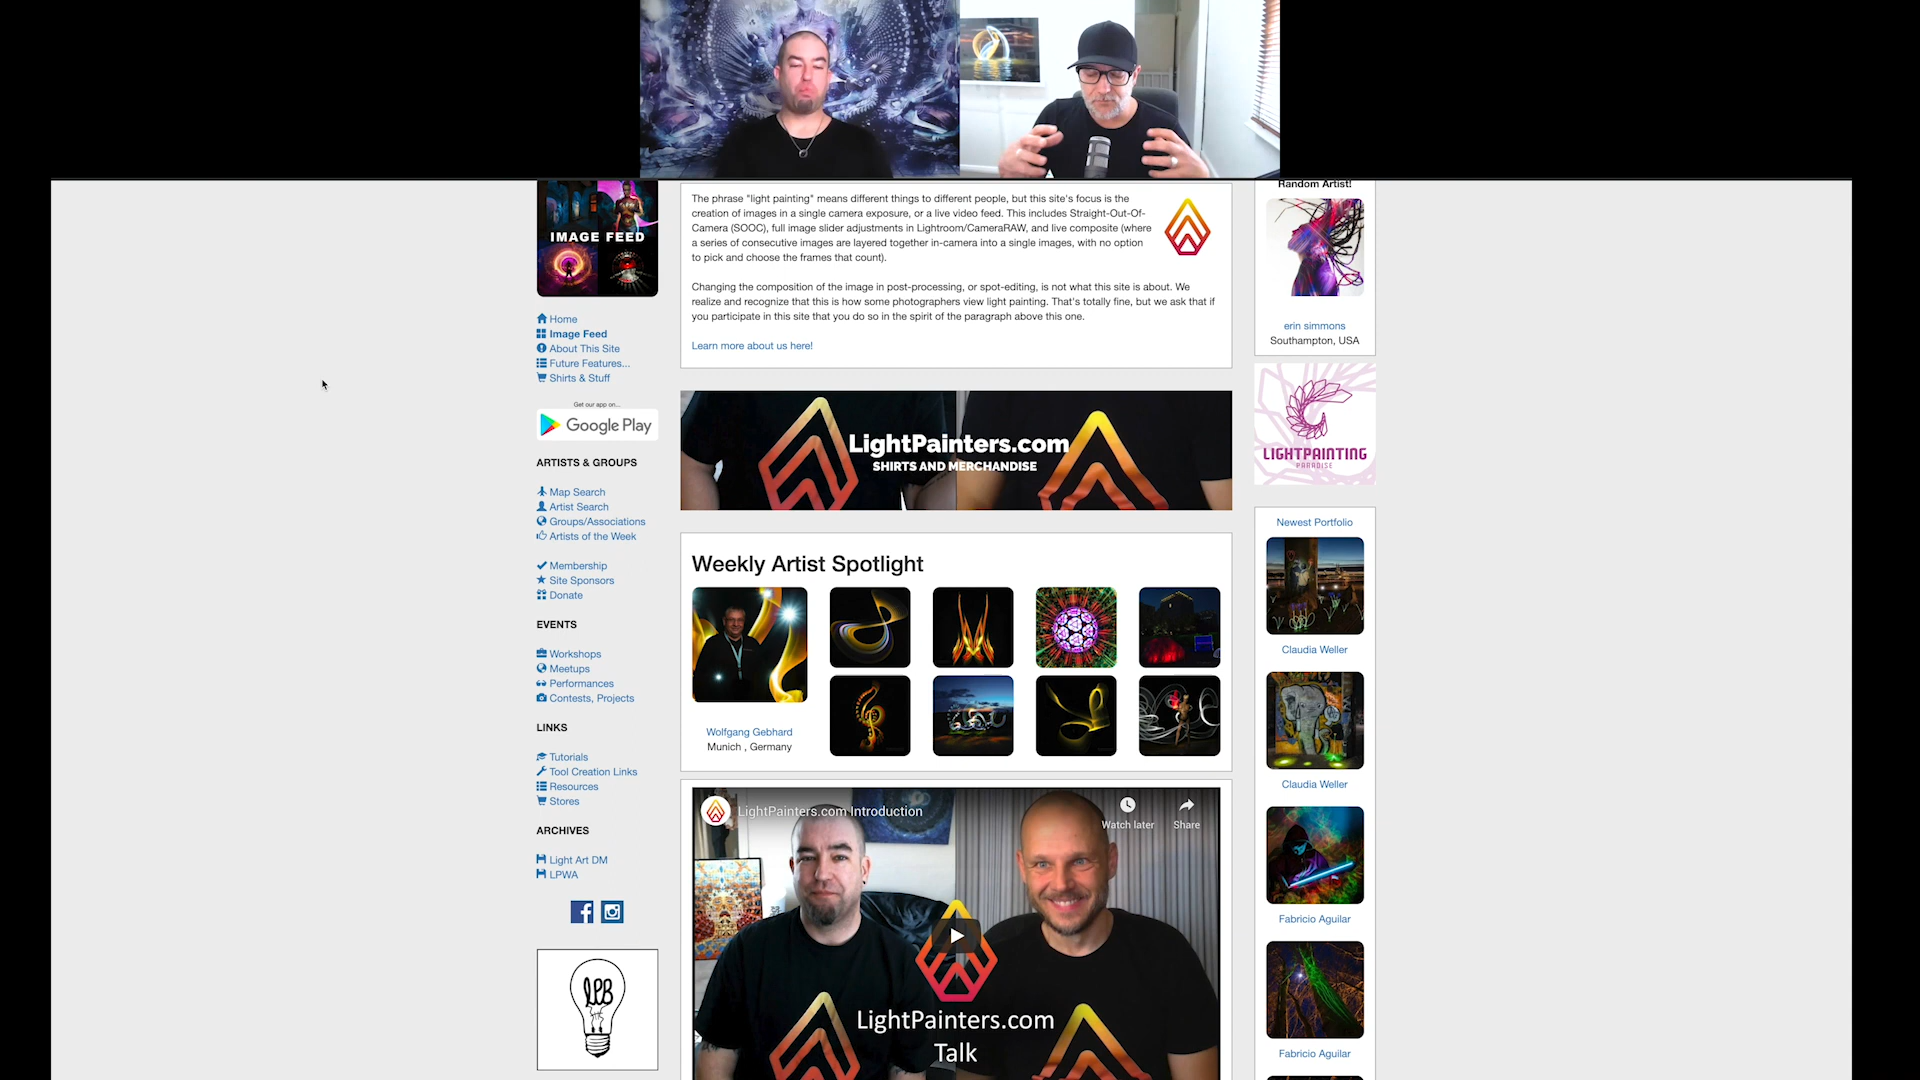 IMAGE FEED
Home
Image Feed
About This Site
Future Features...
Shirts & Stuff
Get our app on...
Google Play
ARTISTS & GROUPS
Map Search
Artist Search
Groups/Associations
Artists of the Week
Membership
Site Sponsors
Donate
EVENTS
Workshops
Meetups
Performances
Contests, Projects
LINKS
Tutorials
Tool Creation Links
Resources
Stores
ARCHIVES
Light Art DM
LPWA
LPB
The phrase "light painting" means different things to different people, but this site's focus is the
creation of images in a single camera exposure, or a live video feed. This includes Straight-Out-Of-
Camera (SOOC), full image slider adjustments in Lightroom/CameraRAW, and live composite (where
a series of consecutive images are layered together in-camera into a single images, with no option
to pick and choose the frames that count).
Changing the composition of the image in post-processing, or spot-editing, is not what this site is about. We
realize and recognize that this is how some photographers view light painting. That's totally fine, but we ask that if
you participate in this site that you do so in the spirit of the paragraph above this one.
Learn more about us here!
LightPainters.com
SHIRTS AND MERCHANDISE
Weekly Artist Spotlight
Wolfgang Gebhard
Munich , Germany
LightPainters.com Introduction
Watch later
Share
LightPainters.com
Talk
Random Artist!
erin simmons
Southampton, USA
LIGHTPAINTING
PARADISE
Newest Portfolio
Claudia Weller
Claudia Weller
Fabricio Aguilar
Fabricio Aguilar